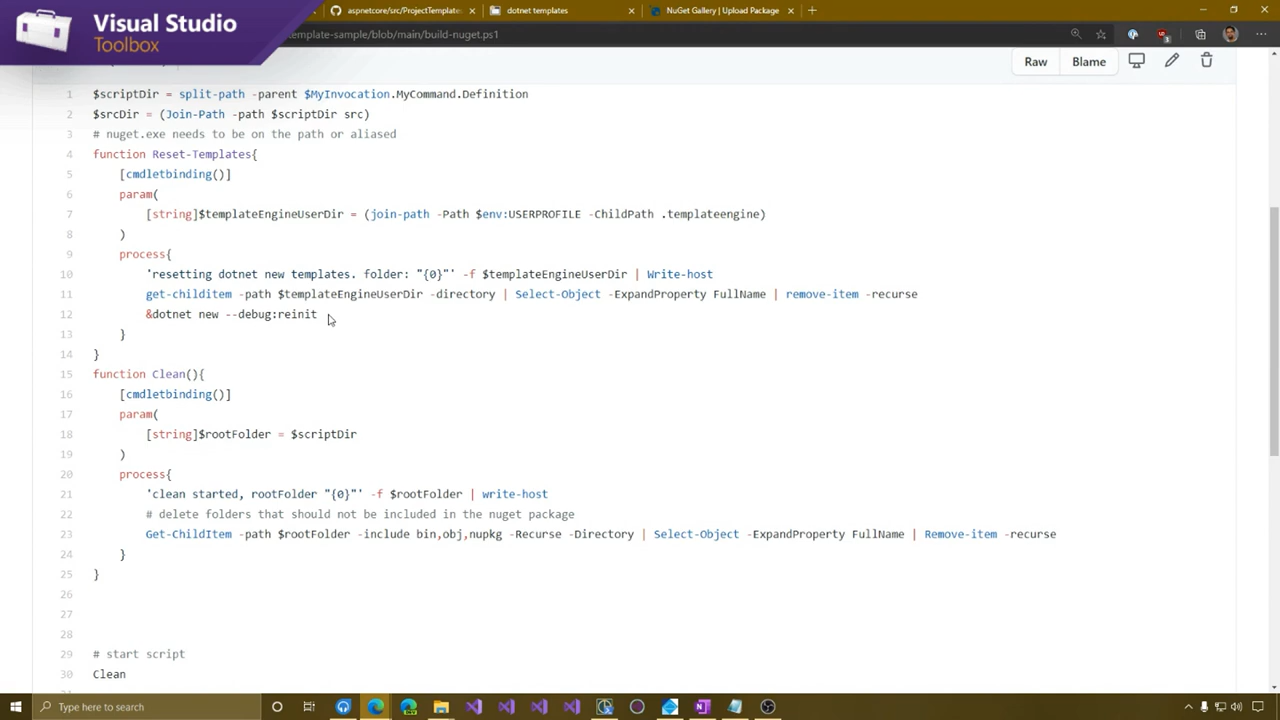 Visual Studio
Toolbox
aspnetcore/src/ProjectTemplates
dotnet templates
NuGet Gallery | Upload Package
template-sample/blob/main/build-nuget.ps1
Raw
Blame
1 $scriptDir = split-path -parent $MyInvocation.MyCommand.Definition
2 $srcDir = (Join-Path -path $scriptDir src)
3 # nuget.exe needs to be on the path or aliased
4 function Reset-Templates{
5 [cmdletbinding()]
6 param(
7 [string]$templateEngineUserDir = (join-path -Path $env:USERPROFILE -ChildPath .templateengine)
8 )
9 process{
10 'resetting dotnet new templates. folder: "{0}"' -f $templateEngineUserDir | Write-host
11 get-childitem -path $templateEngineUserDir -directory | Select-Object -ExpandProperty FullName | remove-item -recurse
12 &dotnet new --debug:reinit
13 }
14 }
15 function Clean(){
16 [cmdletbinding()]
17 param(
18 [string]$rootFolder = $scriptDir
19 )
20 process{
21 'clean started, rootFolder "{0}"' -f $rootFolder | write-host
22 # delete folders that should not be included in the nuget package
23 Get-ChildItem -path $rootFolder -include bin,obj,nupkg -Recurse -Directory | Select-Object -ExpandProperty FullName | Remove-item -recurse
24 }
25 }
26
27
28
29 # start script
30 Clean
Type here to search